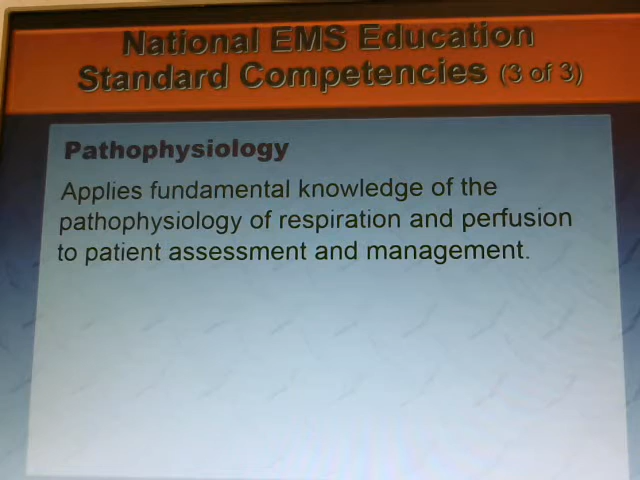 National EMS Education
Standard Competencies (3 of 3)
Pathophysiology
Applies fundamental knowledge of the
pathophysiology of respiration and perfusion
to patient assessment and management.